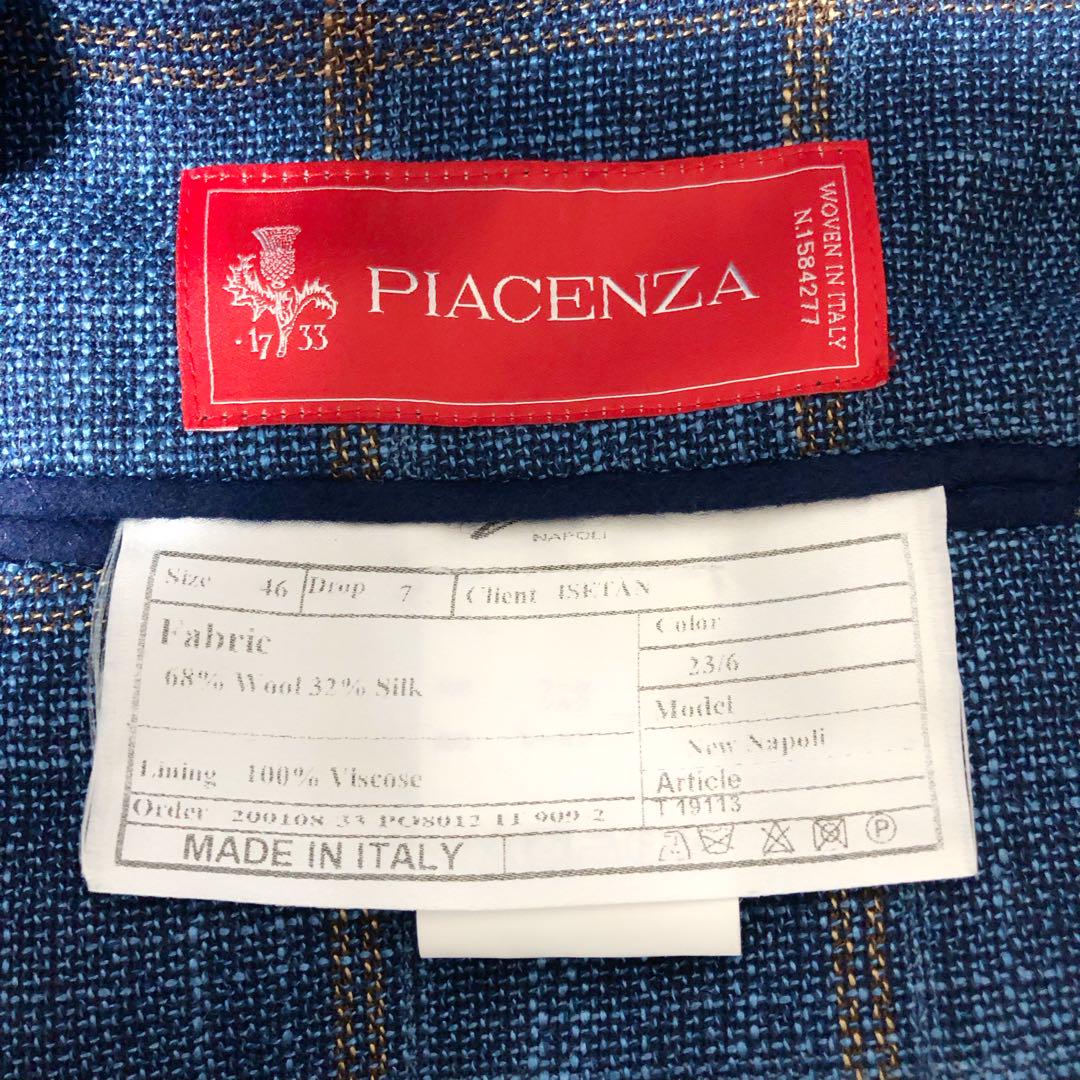 ·17 33
PIACENZA
WOVEN IN ITALY
N.1584277
NAPOLI
Size 46 Drop 7 Client ISETAN
Fabric
68% Wool 32% Silk
Color
23/6
Model
New Napoli
Lining 100% Viscose
Article
T 19113
Order 200108 33 PO8012 LF 909 2
MADE IN ITALY
P